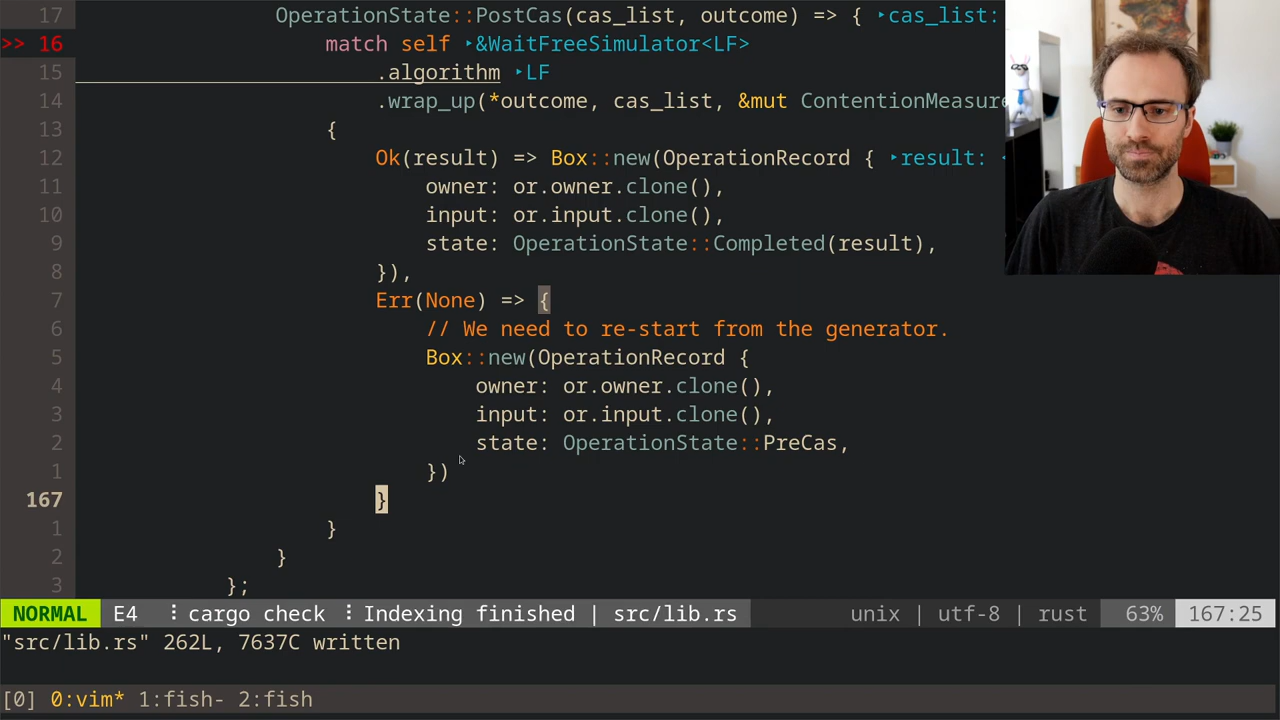 17 OperationState::PostCas(cas_list, outcome) => { ‣cas_list:
>> 16 match self ‣&WaitFreeSimulator<LF>
15 .algorithm ‣LF
14 .wrap_up(*outcome, cas_list, &mut ContentionMeasure
13 {
12 Ok(result) => Box::new(OperationRecord { ‣result:
11 owner: or.owner.clone(),
10 input: or.input.clone(),
9 state: OperationState::Completed(result),
8 }),
7 Err(None) => {
6 // We need to re-start from the generator.
5 Box::new(OperationRecord {
4 owner: or.owner.clone(),
3 input: or.input.clone(),
2 state: OperationState::PreCas,
1 })
167 }
1 }
2 }
3 };
NORMAL E4 ⠸ cargo check ⠸ Indexing finished | src/lib.rs unix | utf-8 | rust 63% 167:25
"src/lib.rs" 262L, 7637C written
[0] 0:vim* 1:fish- 2:fish